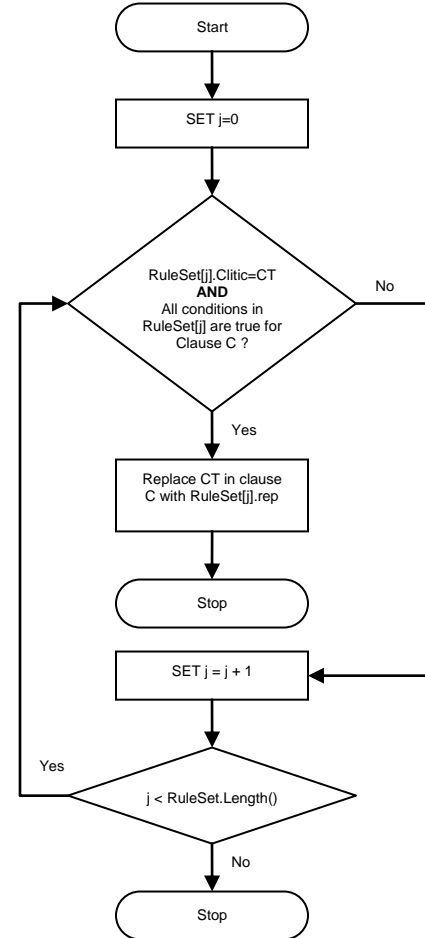 Start
SET j=0
RuleSet[j].Clitic=CT
AND
All conditions in
RuleSet[j] are true for
Clause C ?
No
Yes
Replace CT in clause
C with RuleSet[j].rep
Stop
SET j = j + 1
Yes
j < RuleSet.Length()
No
Stop